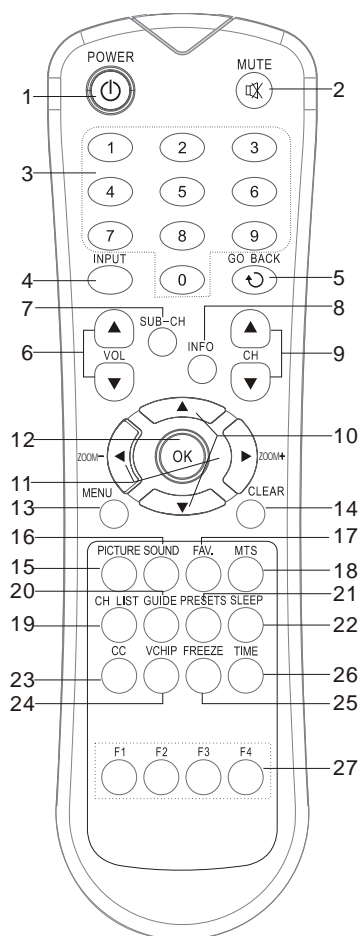 POWER
MUTE
1
2
1 2 3
3
4 5 6
7 8 9
INPUT
GO BACK
4
0
5
7
SUB-CH
8
6
VOL
INFO
CH
9
12
10
ZOOM-
OK
ZOOM+
11
MENU
CLEAR
13
14
16
17
PICTURE SOUND FAV. MTS
15
18
20
21
CH LIST GUIDE PRESETS SLEEP
19
22
CC VCHIP FREEZE TIME
23
26
24
25
F1 F2 F3 F4
27